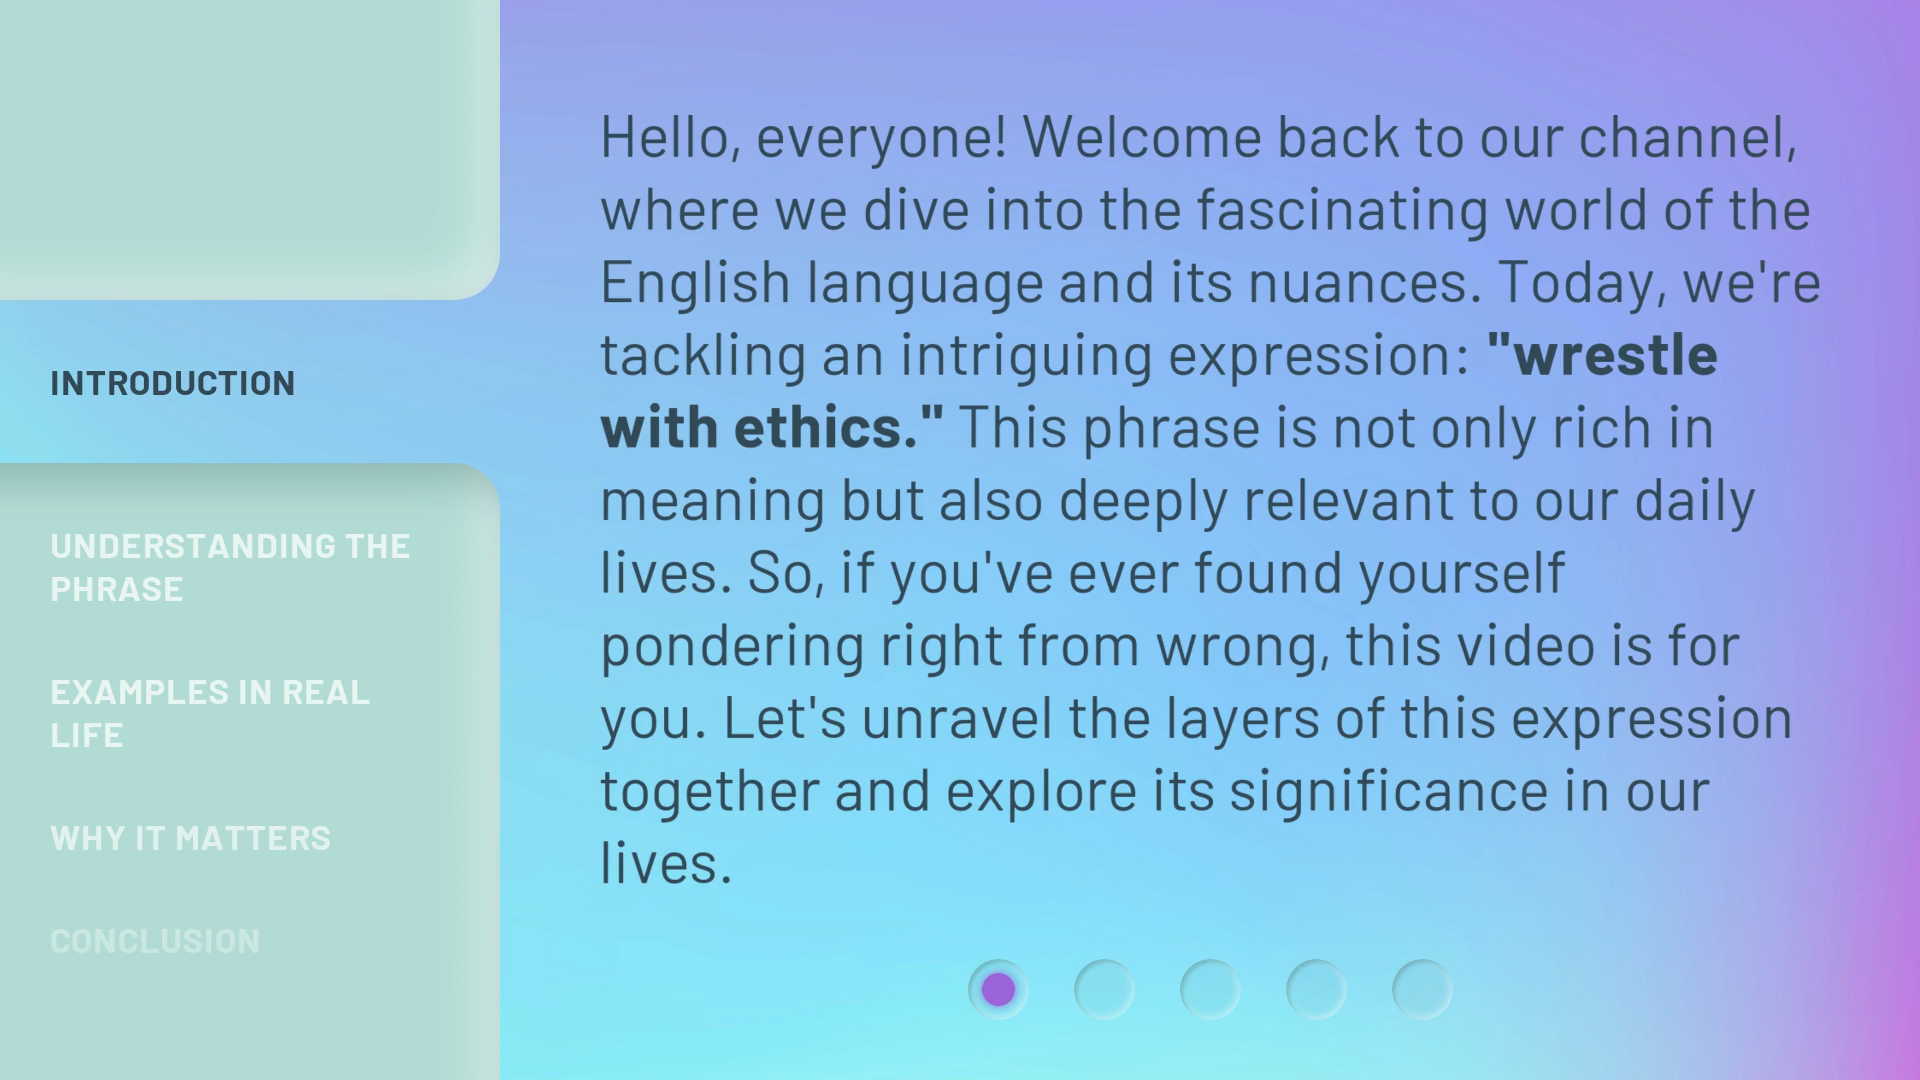 INTRODUCTION
UNDERSTANDING THE
PHRASE
EXAMPLES IN REAL
LIFE
WHY IT MATTERS
CONCLUSION
Hello, everyone! Welcome back to our channel,
where we dive into the fascinating world of the
English language and its nuances. Today, we're
tackling an intriguing expression: "wrestle
with ethics." This phrase is not only rich in
meaning but also deeply relevant to our daily
lives. So, if you've ever found yourself
pondering right from wrong, this video is for
you. Let's unravel the layers of this expression
together and explore its significance in our
lives.